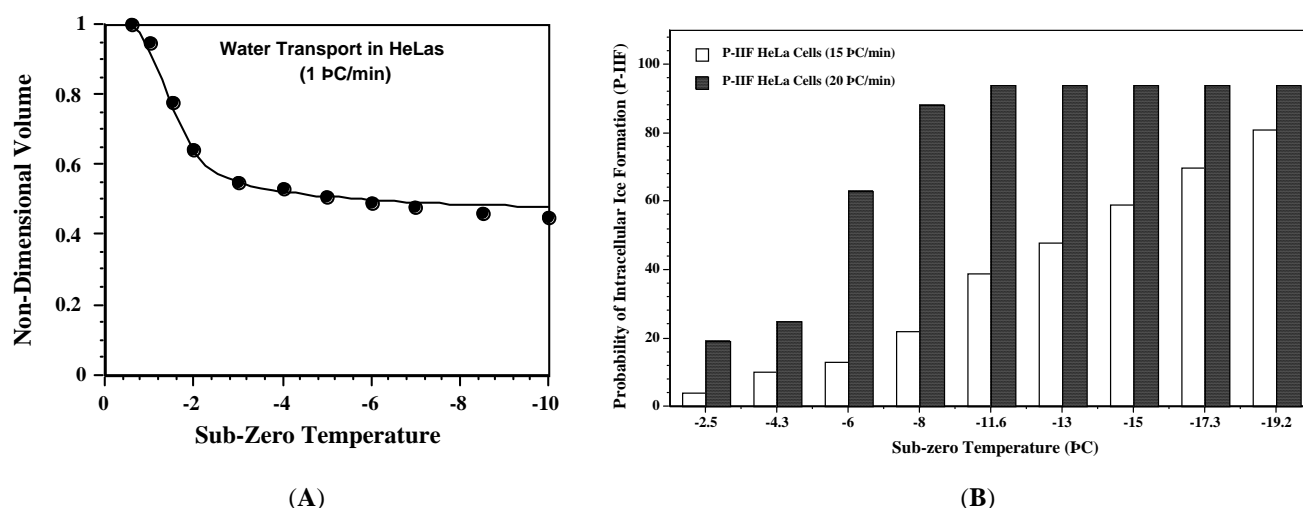 Water Transport in HeLas
(1 ÞC/min)
Non-Dimensional Volume
1
0.8
0.6
0.4
0.2
0
0 -2 -4 -6 -8 -10
Sub-Zero Temperature
(A)
P-IIF HeLa Cells (15 ÞC/min)
P-IIF HeLa Cells (20 ÞC/min)
Probability of Intracellular Ice Formation (P-IIF)
100
80
60
40
20
0
-2.5 -4.3 -6 -8 -11.6 -13 -15 -17.3 -19.2
Sub-zero Temperature (ÞC)
(B)